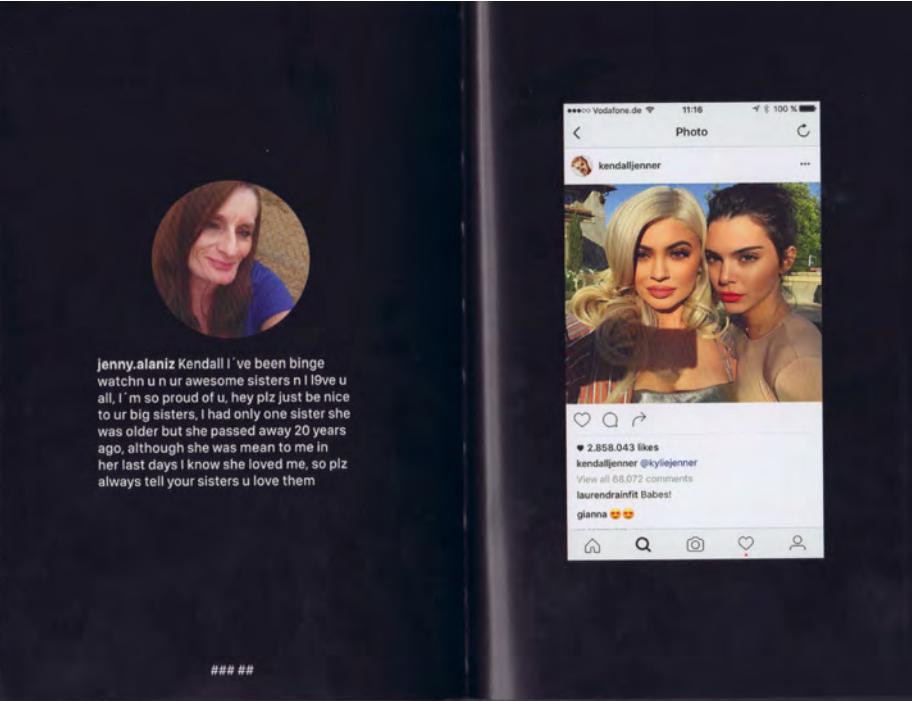 jenny.alaniz Kendall I´ve been binge
watchn u n ur awesome sisters n I l9ve u
all, I´m so proud of u, hey plz just be nice
to ur big sisters, I had only one sister she
was older but she passed away 20 years
ago, although she was mean to me in
her last days I know she loved me, so plz
always tell your sisters u love them
### ##
Vodafone.de 11:16 100 %
Photo
kendalljenner
2.858.043 likes
kendalljenner @kyliejenner
View all 68.072 comments
laurendrainfit Babes!
gianna 😍😍